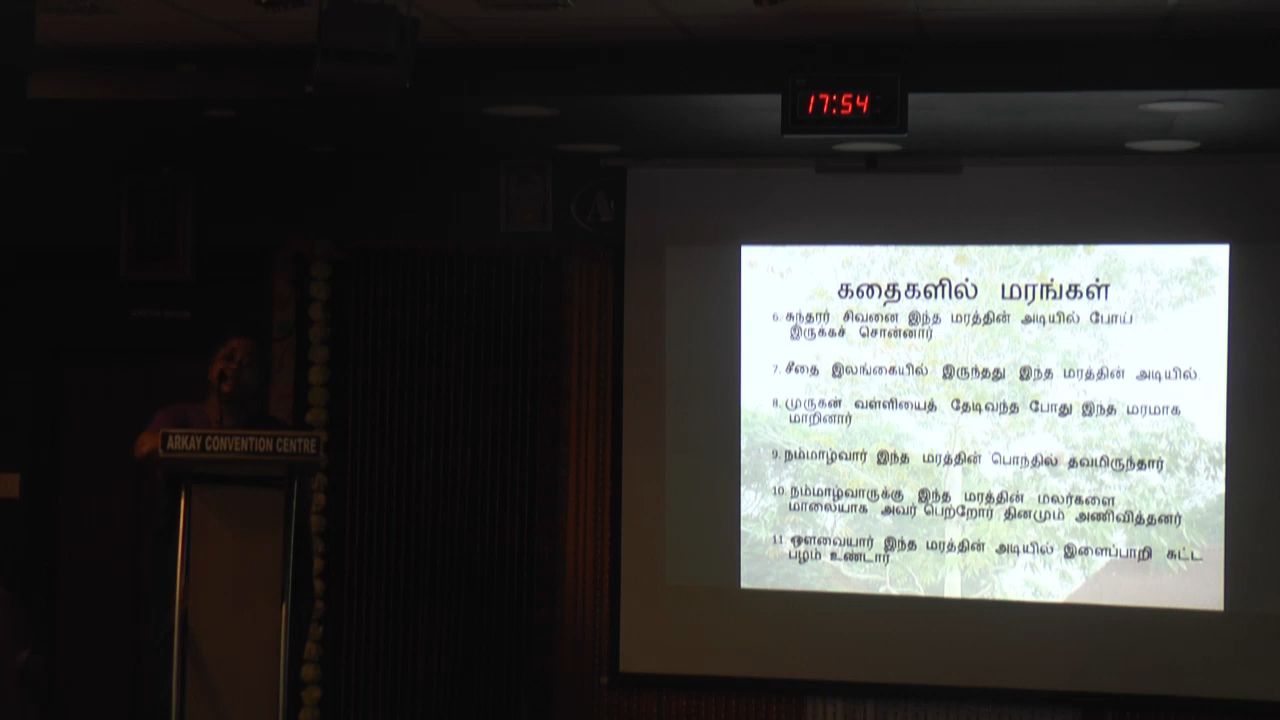 17:54
கதைகளில் மரங்கள்
6. சுந்தரர் சிவனை இந்த மரத்தின் அடியில் போய்
இருக்கச் சொன்னார்
7. சீதை இலங்கையில் இருந்தது இந்த மரத்தின் அடியில்
8. முருகன் வள்ளியைத் தேடிவந்த போது இந்த மரமாக
மாறினார்
9. நம்மாழ்வார் இந்த மரத்தின் பொந்தில் தவமிருந்தார்
10. நம்மாழ்வாருக்கு இந்த மரத்தின் மலர்களை
மாலையாக அவர் பெற்றோர் தினமும் அணிவித்தனர்
11. ஔவையார் இந்த மரத்தின் அடியில் இளைப்பாறி சுட்ட
பழம் உண்டார்
ARKAY CONVENTION CENTRE